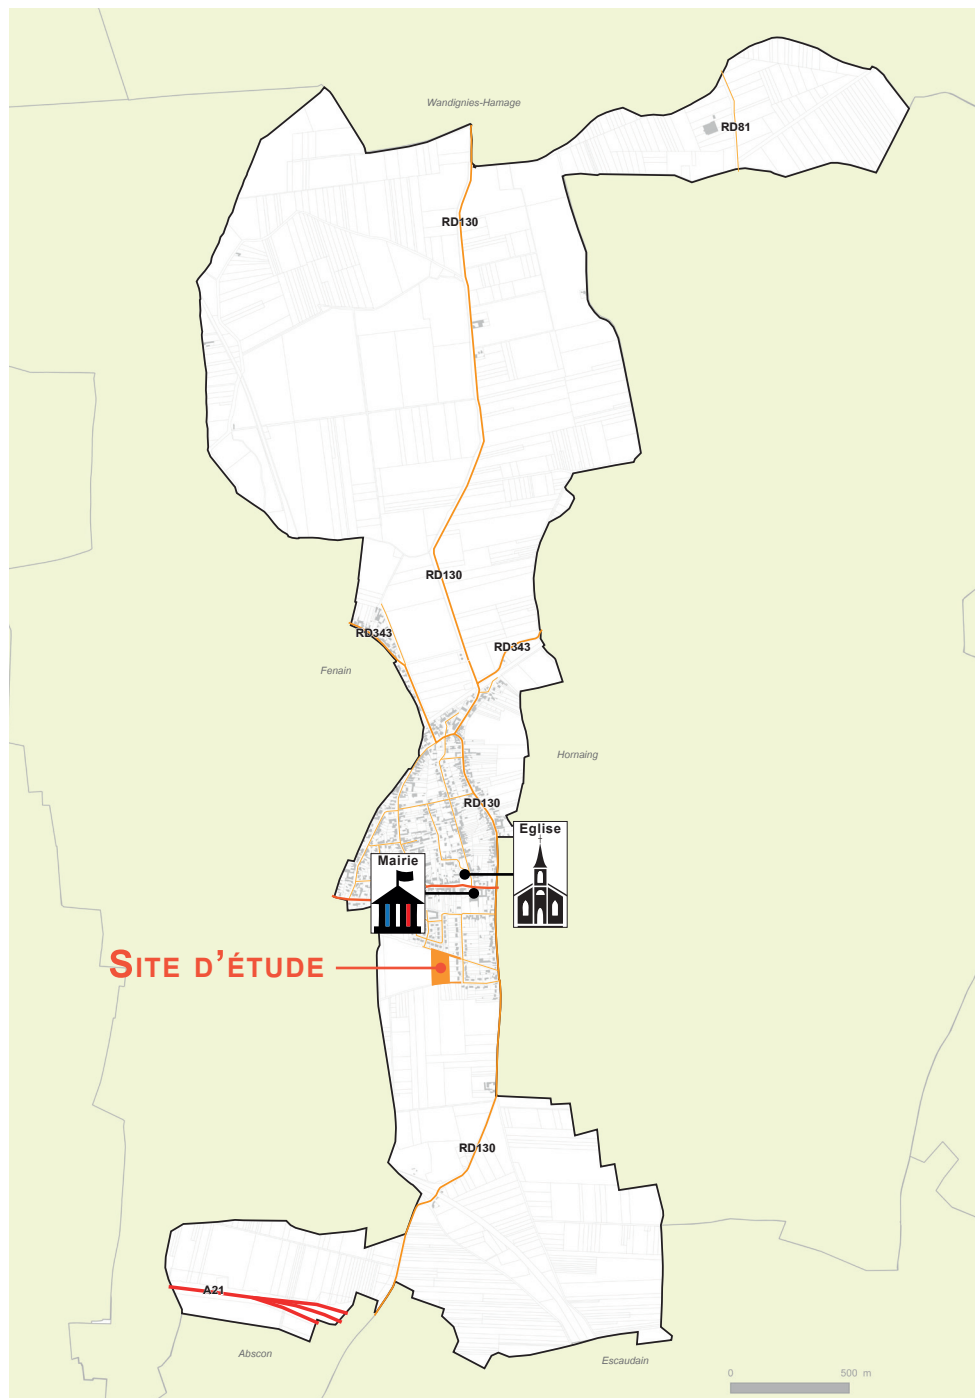 Wandignies-Hamage
RD81
RD130
RD130
RD343
RD343
Fenain
Hornaing
RD130
Eglise
Mairie
SITE D'ÉTUDE
RD130
A21
Abscon
Escaudain
0 500 m